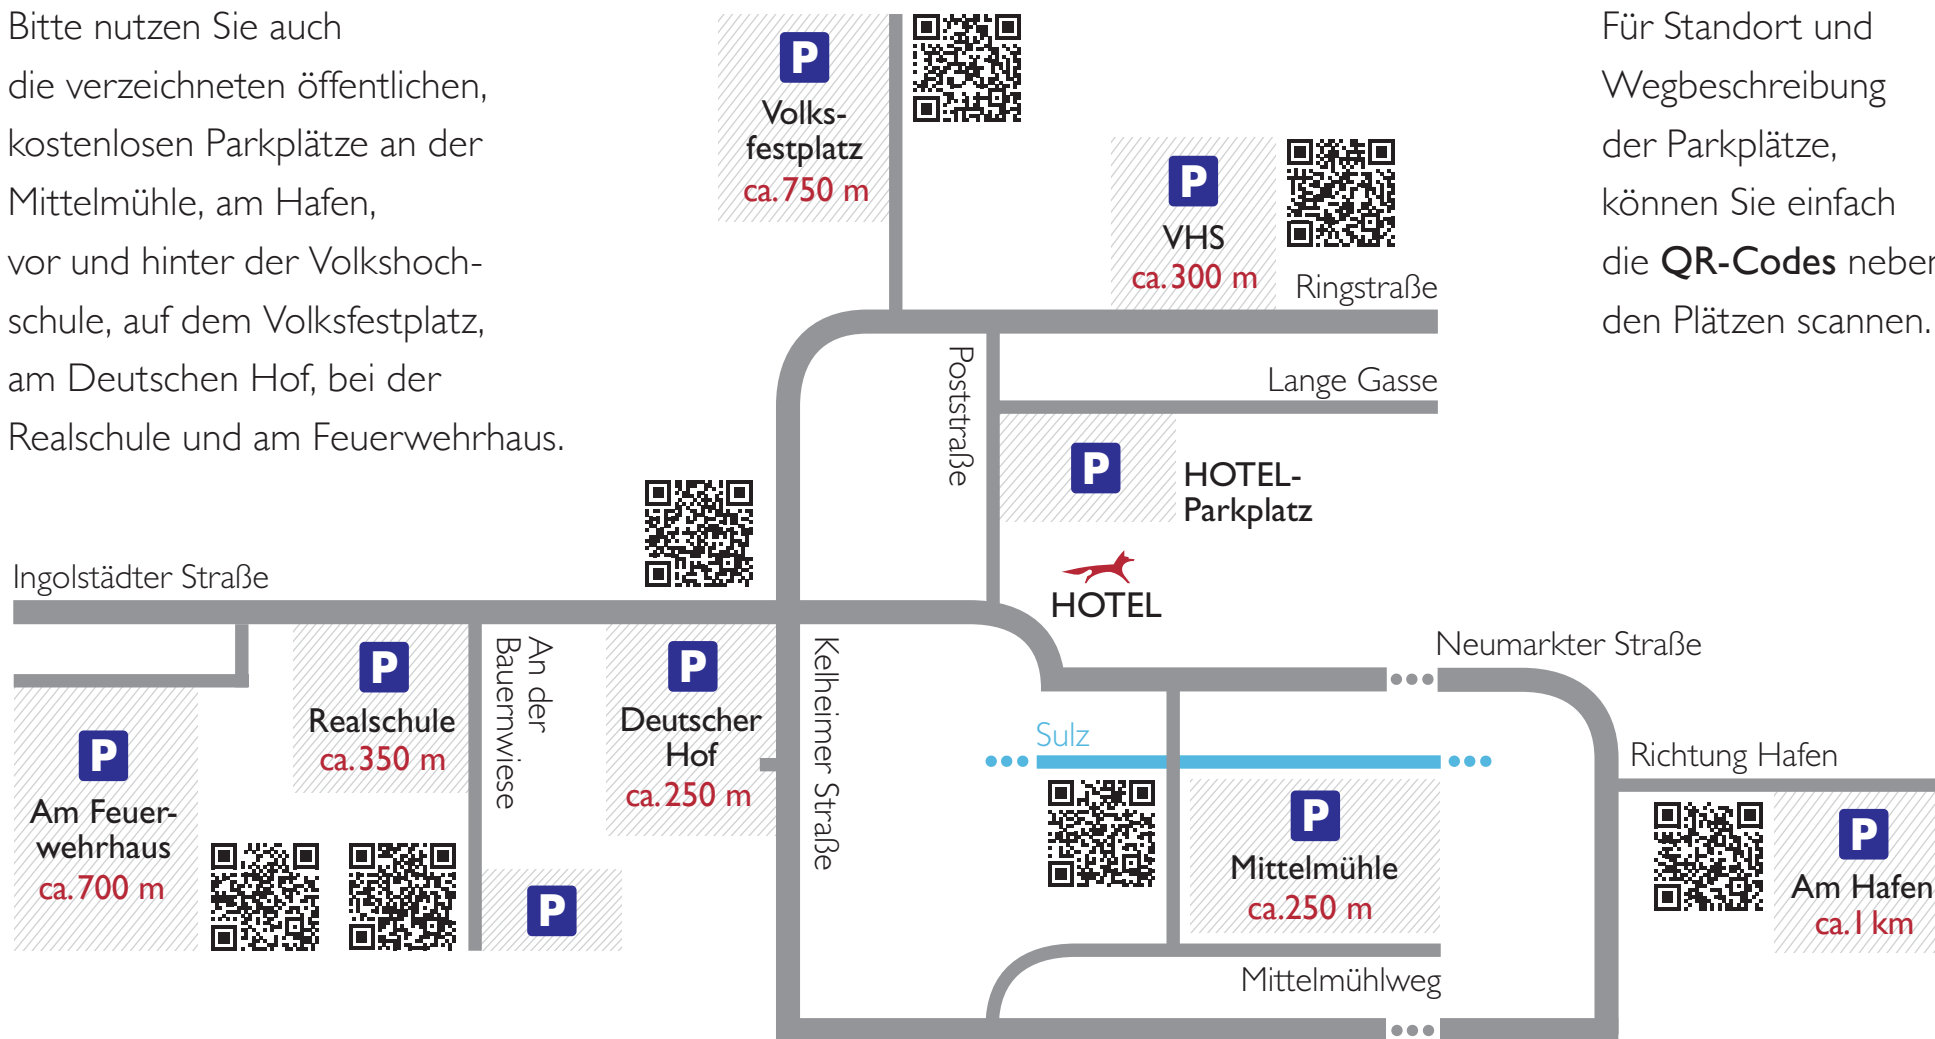 Bitte nutzen Sie auch
die verzeichneten öffentlichen,
kostenlosen Parkplätze an der
Mittelmühle, am Hafen,
vor und hinter der Volkshoch-
schule, auf dem Volksfestplatz,
am Deutschen Hof, bei der
Realschule und am Feuerwehrhaus.
Für Standort und
Wegbeschreibung
der Parkplätze,
können Sie einfach
die QR-Codes neben
den Plätzen scannen.
P
Volks-
festplatz
ca. 750 m
P
VHS
ca. 300 m
Ringstraße
Poststraße
Lange Gasse
P
HOTEL-
Parkplatz
HOTEL
Ingolstädter Straße
P
Am Feuer-
wehrhaus
ca. 700 m
P
Realschule
ca. 350 m
An der
Bauernwiese
P
P
Deutscher
Hof
ca. 250 m
Kelheimer Straße
Neumarkter Straße
Sulz
P
Mittelmühle
ca.250 m
Mittelmühlweg
Richtung Hafen
P
Am Hafen
ca. 1 km